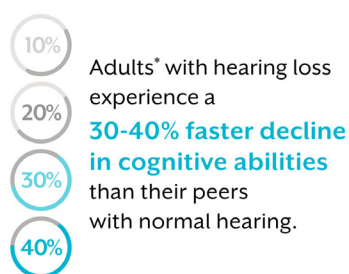 10%
20%
30%
40%
Adults* with hearing loss
experience a
30-40% faster decline
in cognitive abilities
than their peers
with normal hearing.